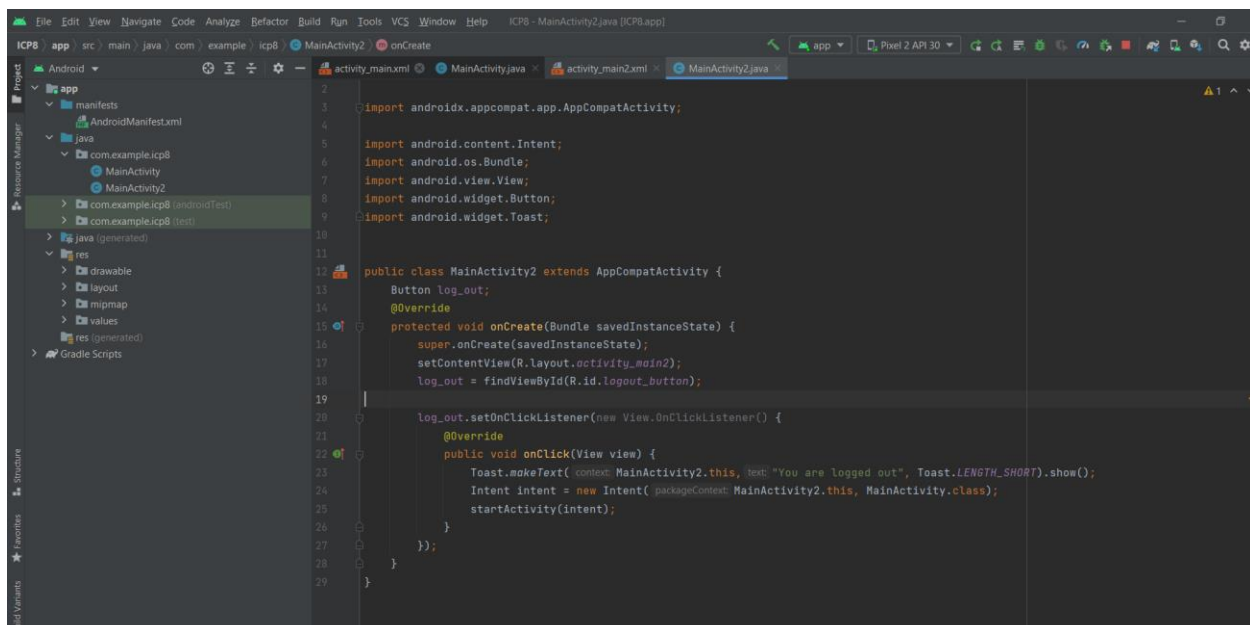 File Edit View Navigate Code Analyze Refactor Build Run Tools VCS Window Help ICP8 - MainActivity2.java [ICP8.app]
ICP8 app src main java com example icp8 MainActivity2 onCreate app Pixel 2 API 30
Project Android activity_main.xml MainActivity.java activity_main2.xml MainActivity2.java
app
manifests
AndroidManifest.xml
java
com.example.icp8
MainActivity
MainActivity2
com.example.icp8 (androidTest)
com.example.icp8 (test)
java (generated)
res
drawable
layout
mipmap
values
res (generated)
Gradle Scripts
Resource Manager
Structure
Favorites
Variants
1
2
3 import androidx.appcompat.app.AppCompatActivity;
4
5 import android.content.Intent;
6 import android.os.Bundle;
7 import android.view.View;
8 import android.widget.Button;
9 import android.widget.Toast;
10
11
12 public class MainActivity2 extends AppCompatActivity {
13 Button log_out;
14 @Override
15 protected void onCreate(Bundle savedInstanceState) {
16 super.onCreate(savedInstanceState);
17 setContentView(R.layout.activity_main2);
18 log_out = findViewById(R.id.logout_button);
19
20 log_out.setOnClickListener(new View.OnClickListener() {
21 @Override
22 public void onClick(View view) {
23 Toast.makeText( context: MainActivity2.this, text: "You are logged out", Toast.LENGTH_SHORT).show();
24 Intent intent = new Intent( packageContext: MainActivity2.this, MainActivity.class);
25 startActivity(intent);
26 }
27 });
28 }
29 }